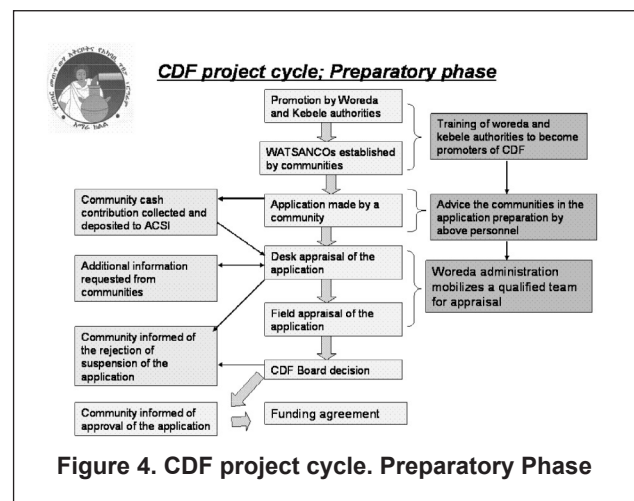 CDF project cycle; Preparatory phase
Promotion by Woreda
and Kebele authorities
WATSANCOs established
by communities
Training of woreda and
kebele authorities to become
promoters of CDF
Community cash
contribution collected and
deposited to ACSI
Application made by a
community
Advice the communities in the
application preparation by
above personnel
Additional information
requested from
communities
Desk appraisal of the
application
Woreda administration
mobilizes a qualified team
for appraisal
Field appraisal of the
application
Community informed of
the rejection of
suspension of the
application
CDF Board decision
Community informed of
approval of the application
Funding agreement
Figure 4. CDF project cycle. Preparatory Phase